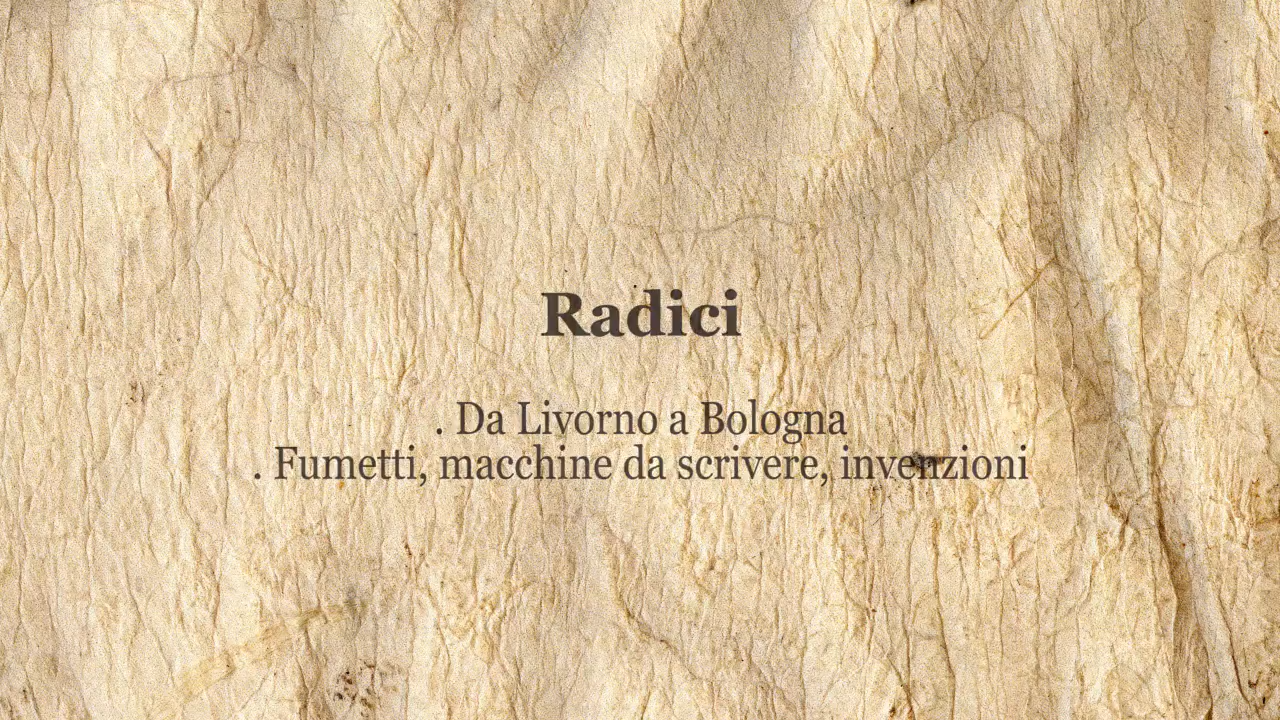 Radici
. Da Livorno a Bologna
. Fumetti, macchine da scrivere, invenzioni